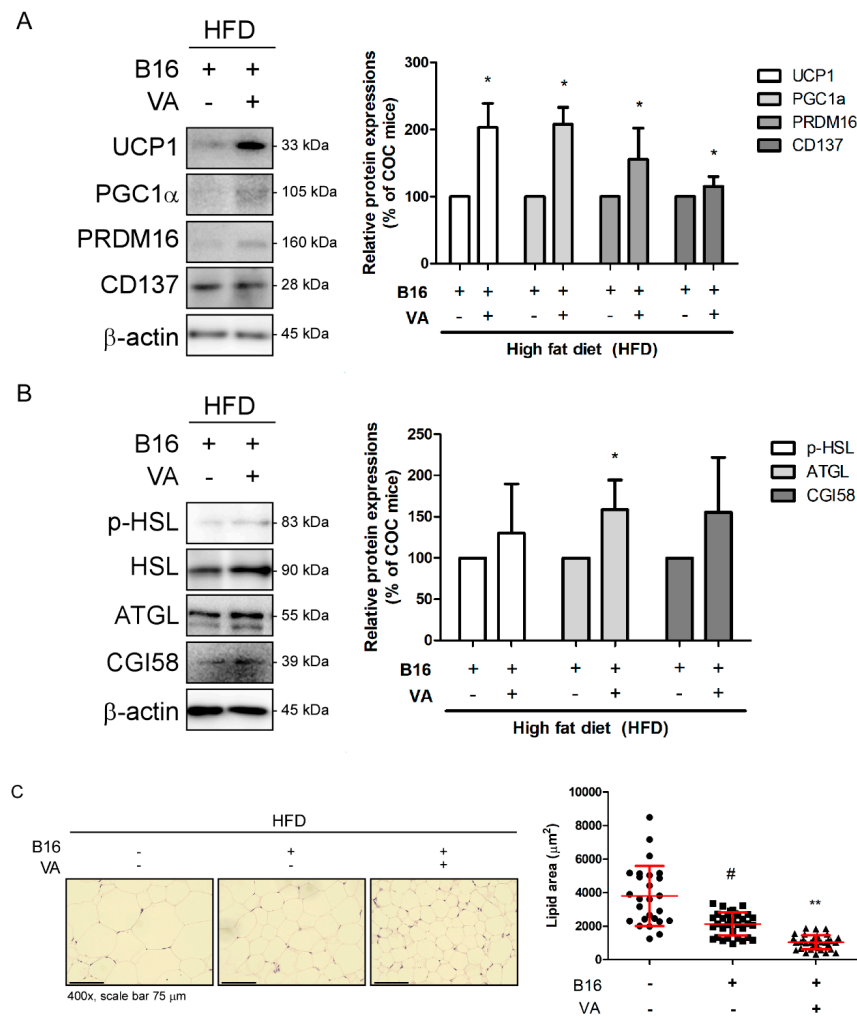 A
HFD
B16 + +
VA - +
UCP1 33 kDa
PGC1α 105 kDa
PRDM16 160 kDa
CD137 28 kDa
β-actin 45 kDa
Relative protein expressions
(% of COC mice)
300
200
100
0
* * * *
UCP1
PGC1a
PRDM16
CD137
B16 + + + + + + + +
VA - + - + - + - +
High fat diet (HFD)
B
HFD
B16 + +
VA - +
p-HSL 83 kDa
HSL 90 kDa
ATGL 55 kDa
CGI58 39 kDa
β-actin 45 kDa
Relative protein expressions
(% of COC mice)
250
200
150
100
50
0
*
p-HSL
ATGL
CGI58
B16 + + + + + +
VA - + - + - +
High fat diet (HFD)
C
HFD
B16 - + +
VA - - +
400x, scale bar 75 μm
Lipid area (μm²)
10000
8000
6000
4000
2000
0
# **
B16 - + +
VA - - +